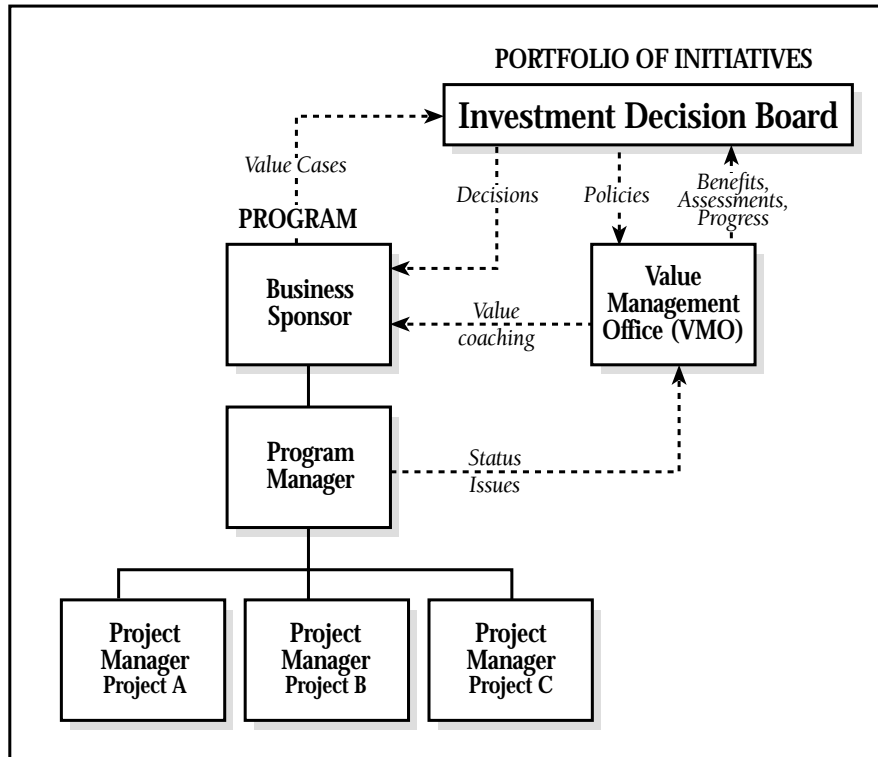 PORTFOLIO OF INITIATIVES
Investment Decision Board
Value Cases
Decisions
Policies
Benefits,
Assessments,
Progress
PROGRAM
Business
Sponsor
Value
coaching
Value
Management
Office (VMO)
Program
Manager
Status
Issues
Project
Manager
Project A
Project
Manager
Project B
Project
Manager
Project C